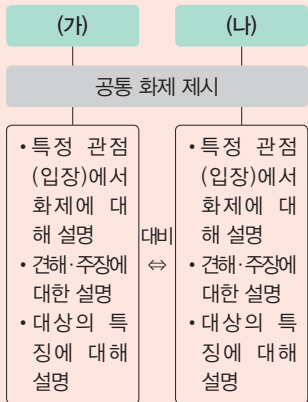 (가)
(나)
공통 화제 제시
• 특정 관점
(입장)에서
화제에 대
해 설명
• 견해·주장에
대한 설명
• 대상의 특
징에 대해
설명
대비
⇔
• 특정 관점
(입장)에서
화제에 대
해 설명
• 견해·주장에
대한 설명
• 대상의 특
징에 대해
설명